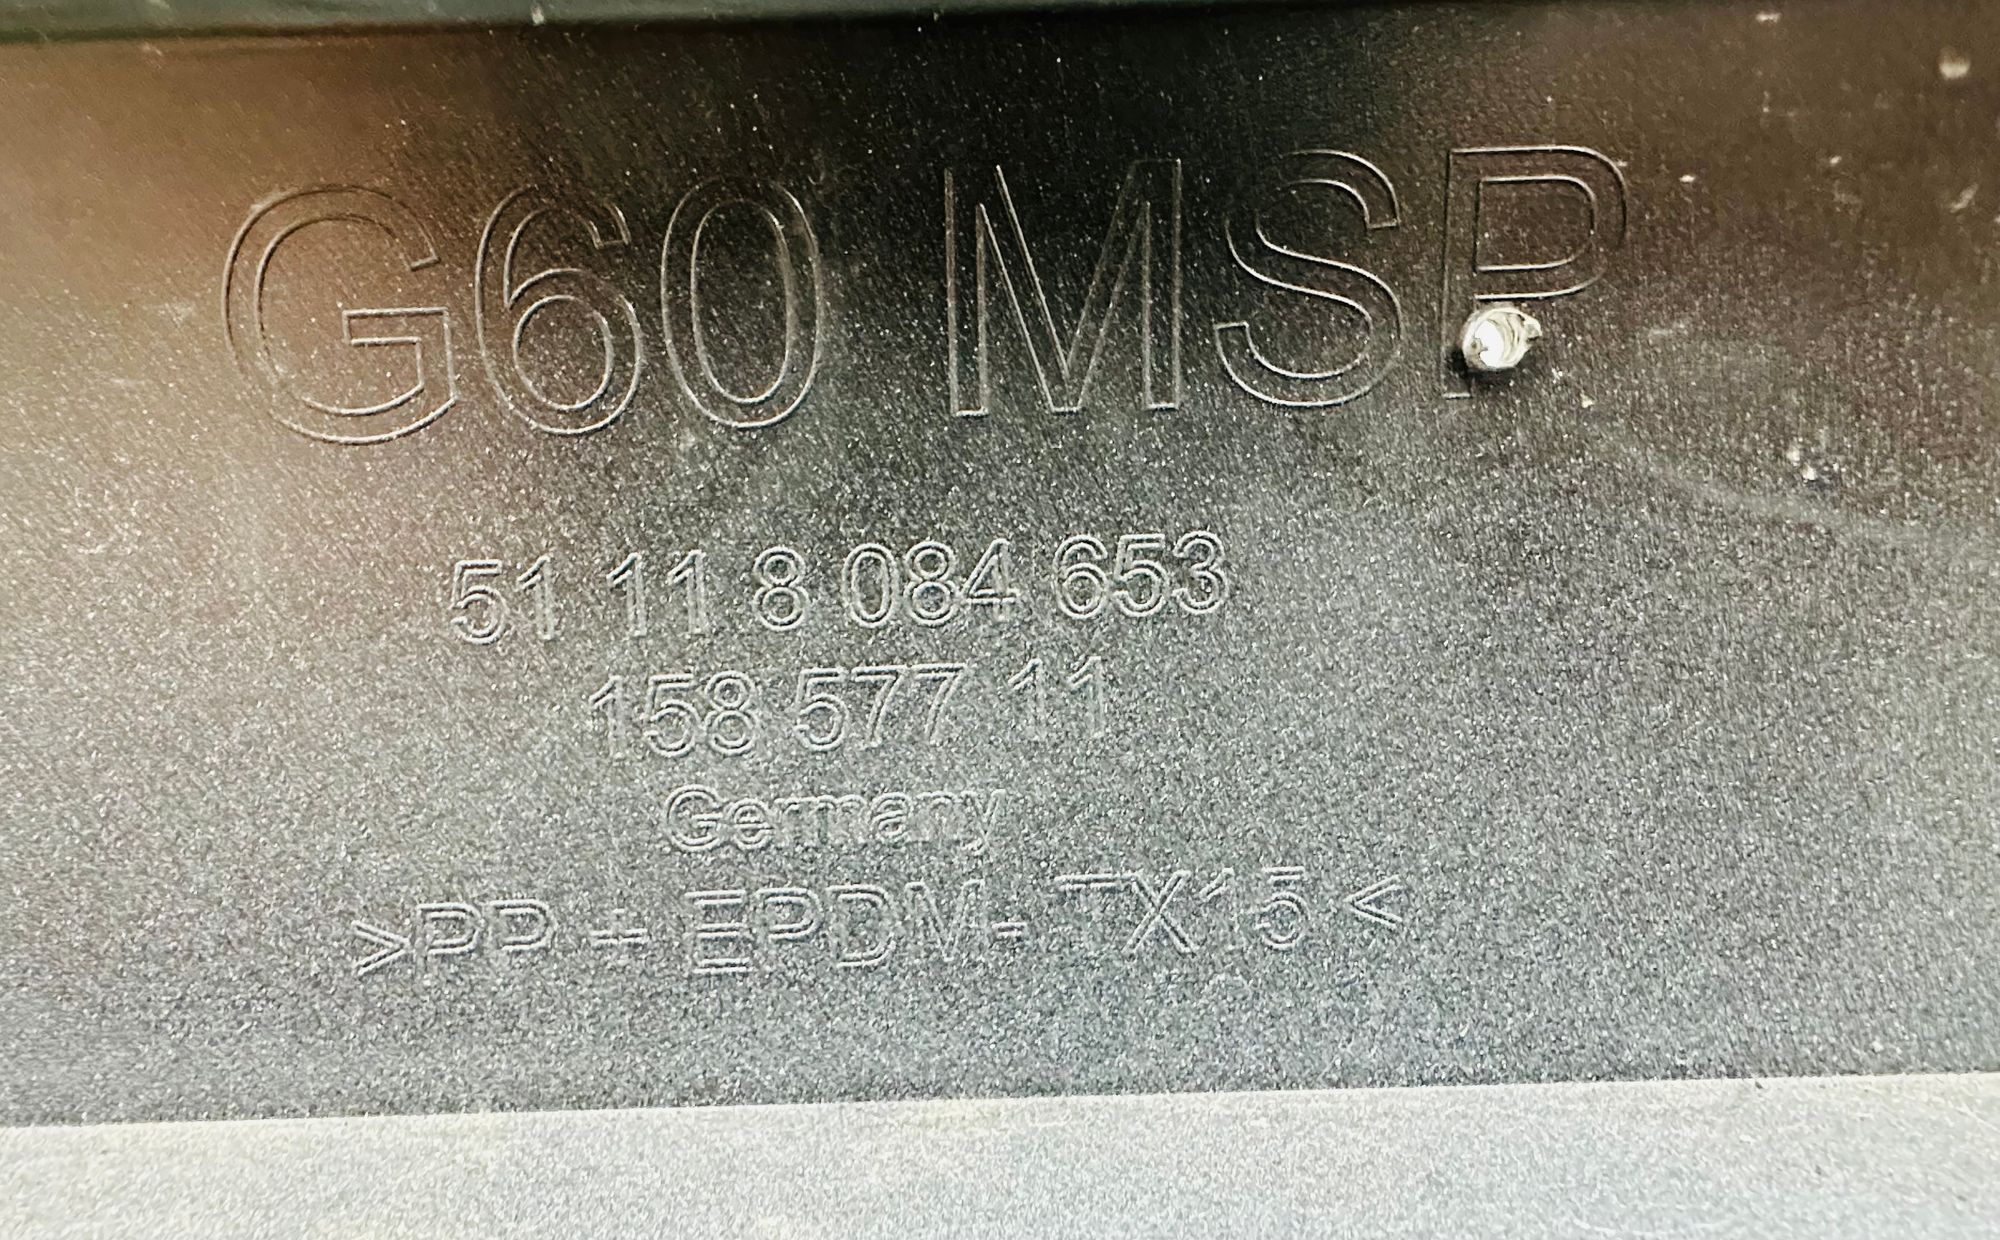 G60 MSP
51 11 8 084 653
158 577 11
Germany
>PP + EPDM - TX15 <